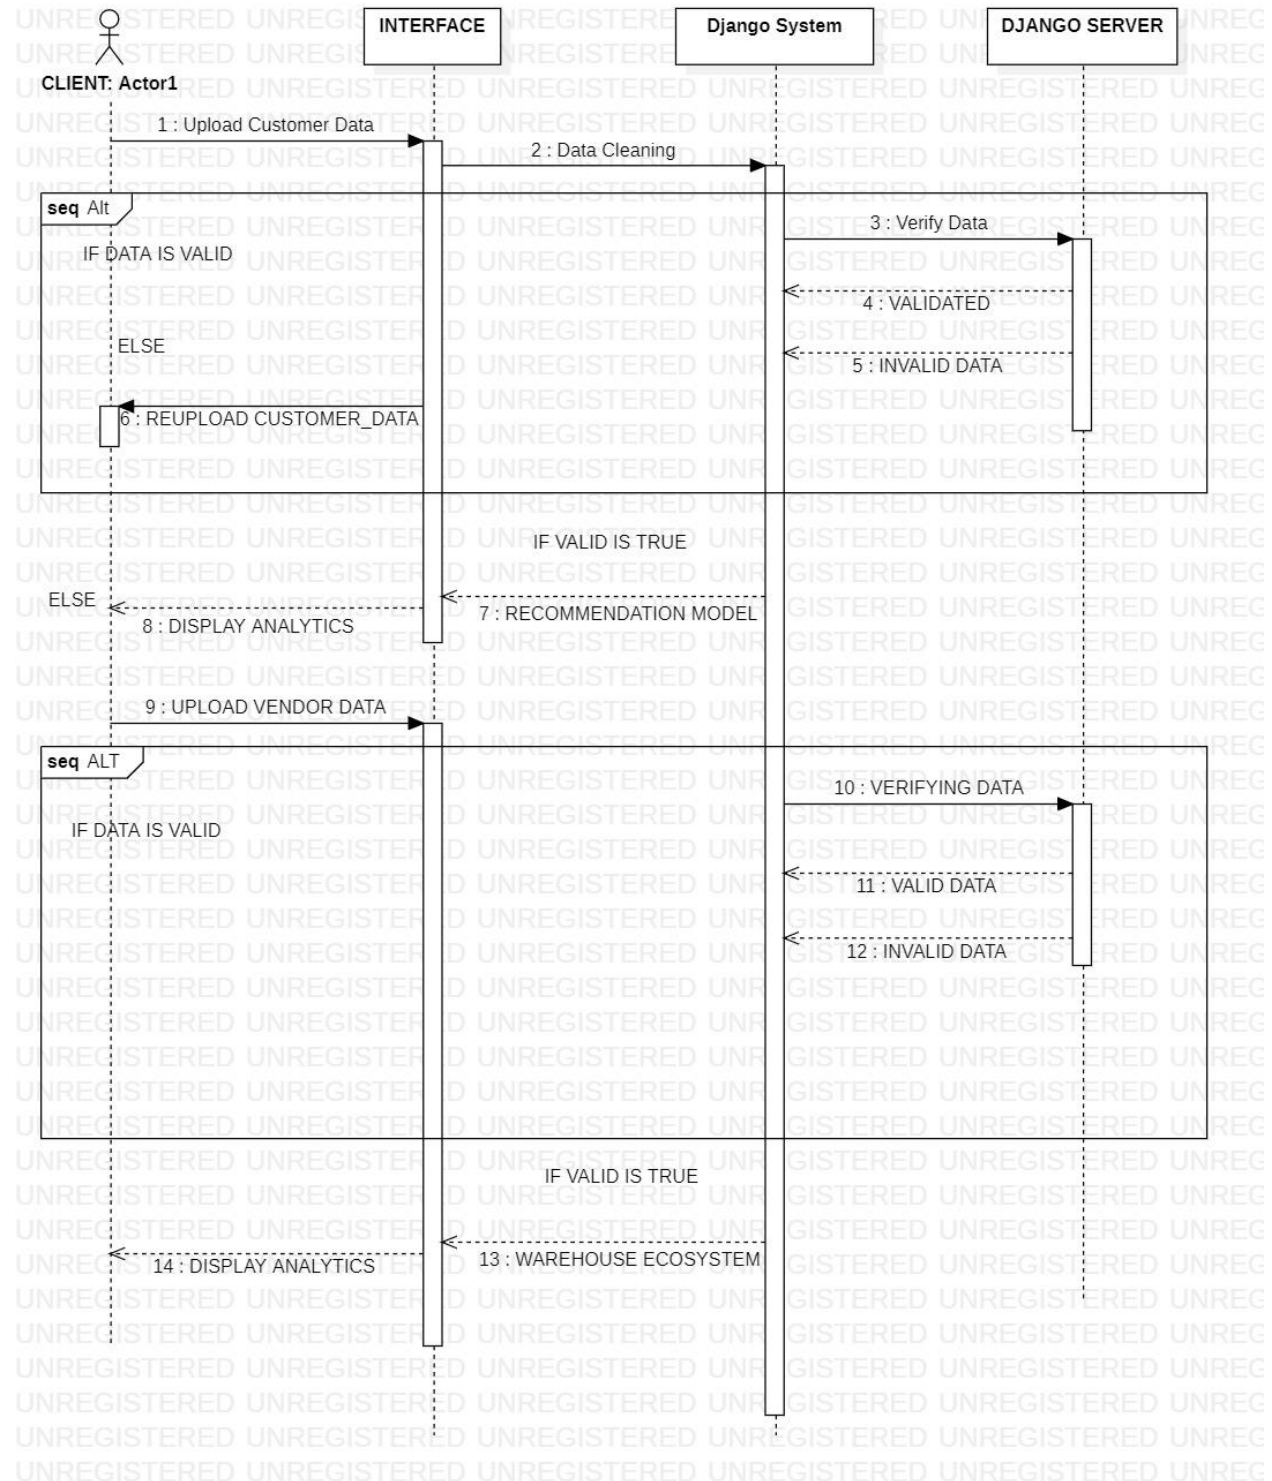 INTERFACE
Django System
DJANGO SERVER
CLIENT: Actor1
1 : Upload Customer Data
2 : Data Cleaning
seq Alt
3 : Verify Data
IF DATA IS VALID
4 : VALIDATED
ELSE
5 : INVALID DATA
6 : REUPLOAD CUSTOMER_DATA
IF VALID IS TRUE
ELSE
7 : RECOMMENDATION MODEL
8 : DISPLAY ANALYTICS
9 : UPLOAD VENDOR DATA
seq ALT
10 : VERIFYING DATA
IF DATA IS VALID
11 : VALID DATA
12 : INVALID DATA
IF VALID IS TRUE
13 : WAREHOUSE ECOSYSTEM
14 : DISPLAY ANALYTICS
UNREGISTERED